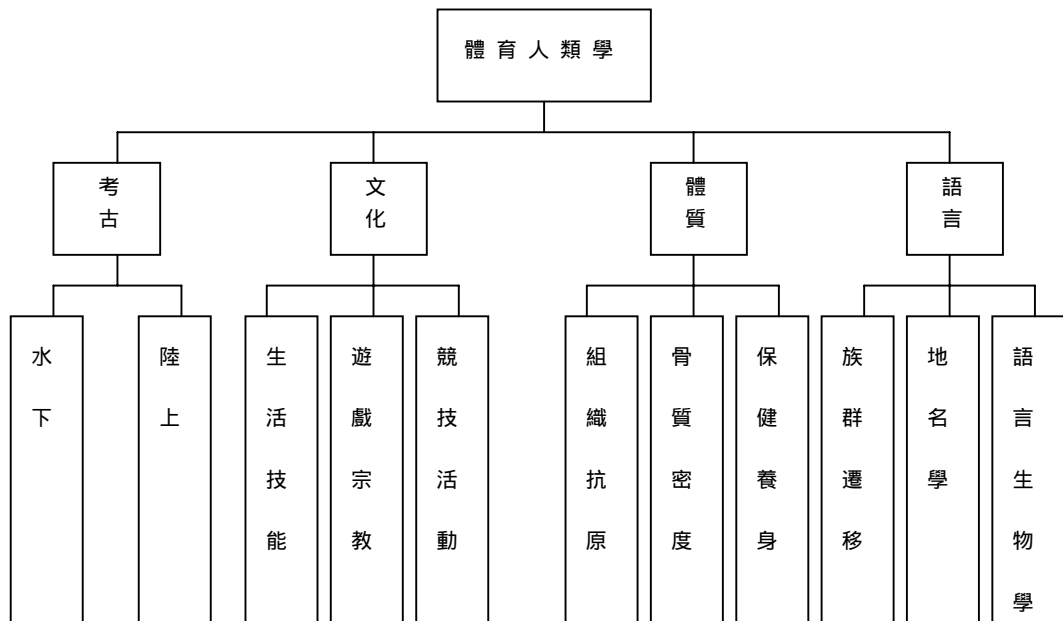 體育人類學
考古
文化
體質
語言
水下
陸上
生活技能
遊戲宗教
競技活動
組織抗原
骨質密度
保健養身
族群遷移
地名學
語言生物學